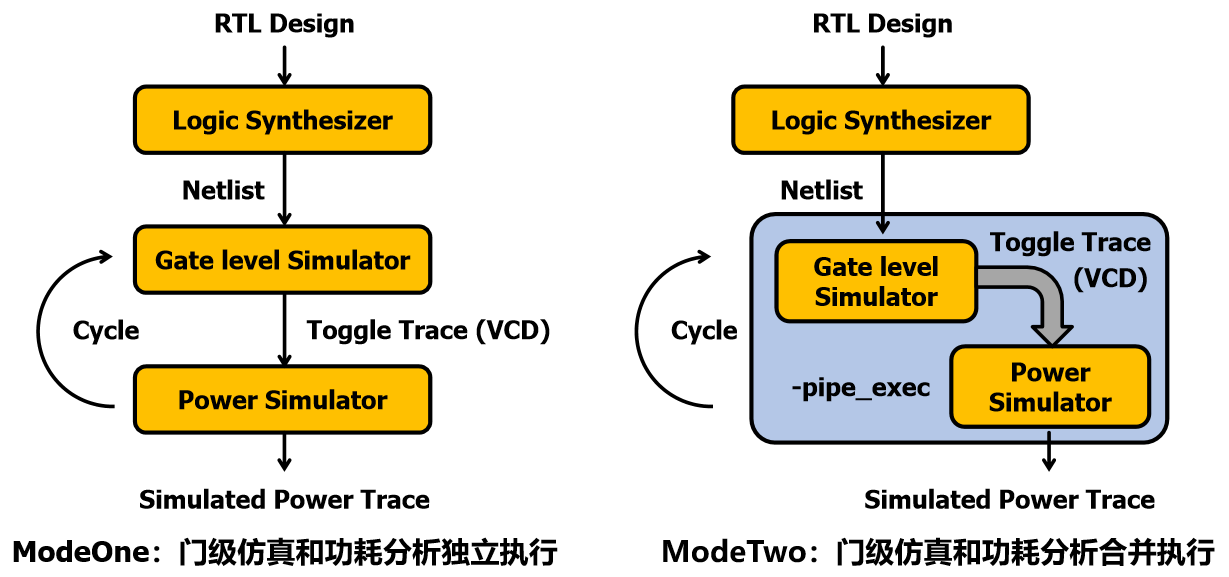 RTL Design
Logic Synthesizer
Netlist
Gate level Simulator
Cycle
Toggle Trace (VCD)
Power Simulator
Simulated Power Trace
ModeOne：门级仿真和功耗分析独立执行
RTL Design
Logic Synthesizer
Netlist
Gate level
Simulator
Toggle Trace
(VCD)
Cycle
-pipe_exec
Power
Simulator
Simulated Power Trace
ModeTwo：门级仿真和功耗分析合并执行